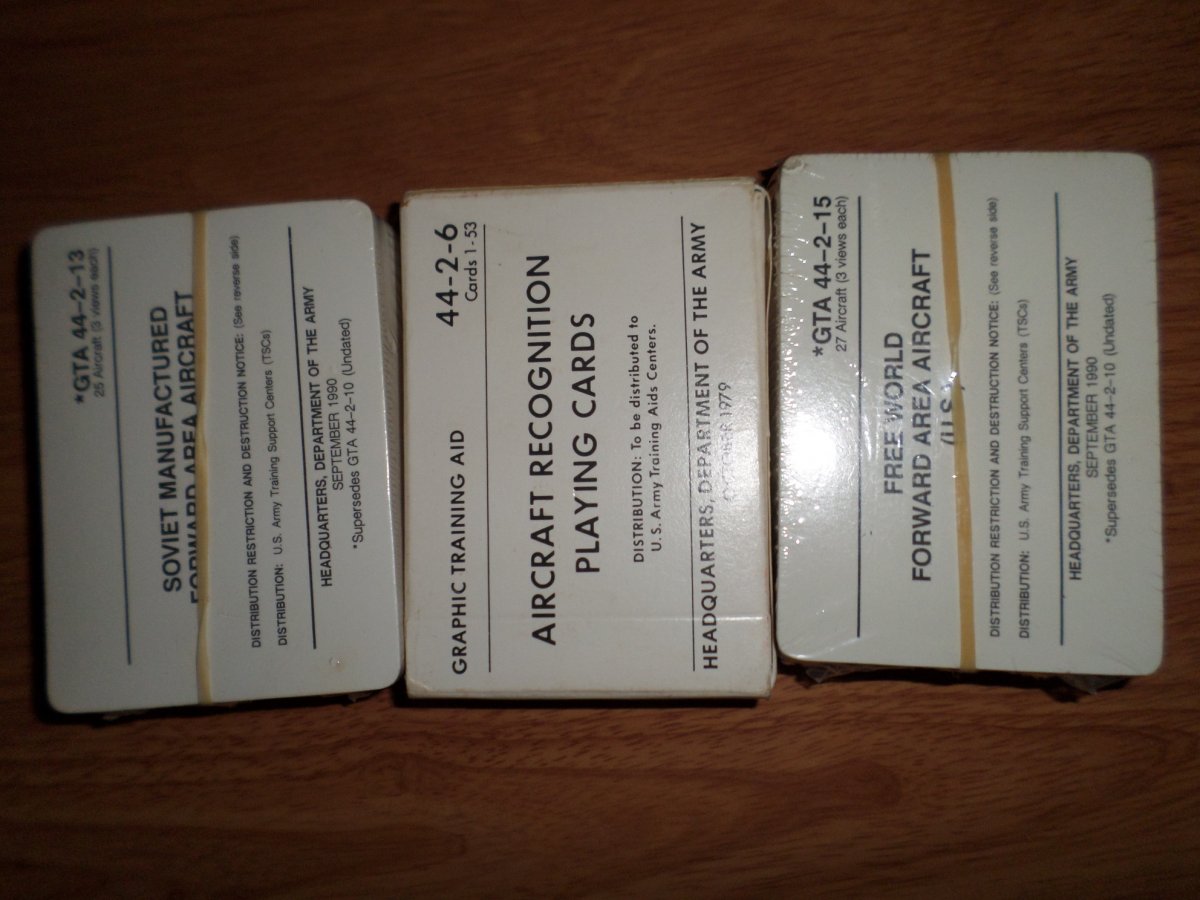 *GTA 44-2-13
25 Aircraft (3 views each)
SOVIET MANUFACTURED
FORWARD AREA AIRCRAFT
DISTRIBUTION RESTRICTION AND DESTRUCTION NOTICE: (See reverse side)
DISTRIBUTION: U.S. Army Training Support Centers (TSCs)
HEADQUARTERS, DEPARTMENT OF THE ARMY
SEPTEMBER 1990
*Supersedes GTA 44-2-10 (Undated)
GRAPHIC TRAINING AID 44-2-6
Cards 1-53
AIRCRAFT RECOGNITION
PLAYING CARDS
DISTRIBUTION: To be distributed to
U.S. Army Training Aids Centers.
HEADQUARTERS, DEPARTMENT OF THE ARMY
OCTOBER 1979
*GTA 44-2-15
27 Aircraft (3 views each)
FREE WORLD
FORWARD AREA AIRCRAFT
DISTRIBUTION RESTRICTION AND DESTRUCTION NOTICE: (See reverse side)
DISTRIBUTION: U.S. Army Training Support Centers (TSCs)
HEADQUARTERS, DEPARTMENT OF THE ARMY
SEPTEMBER 1990
*Supersedes GTA 44-2-10 (Undated)